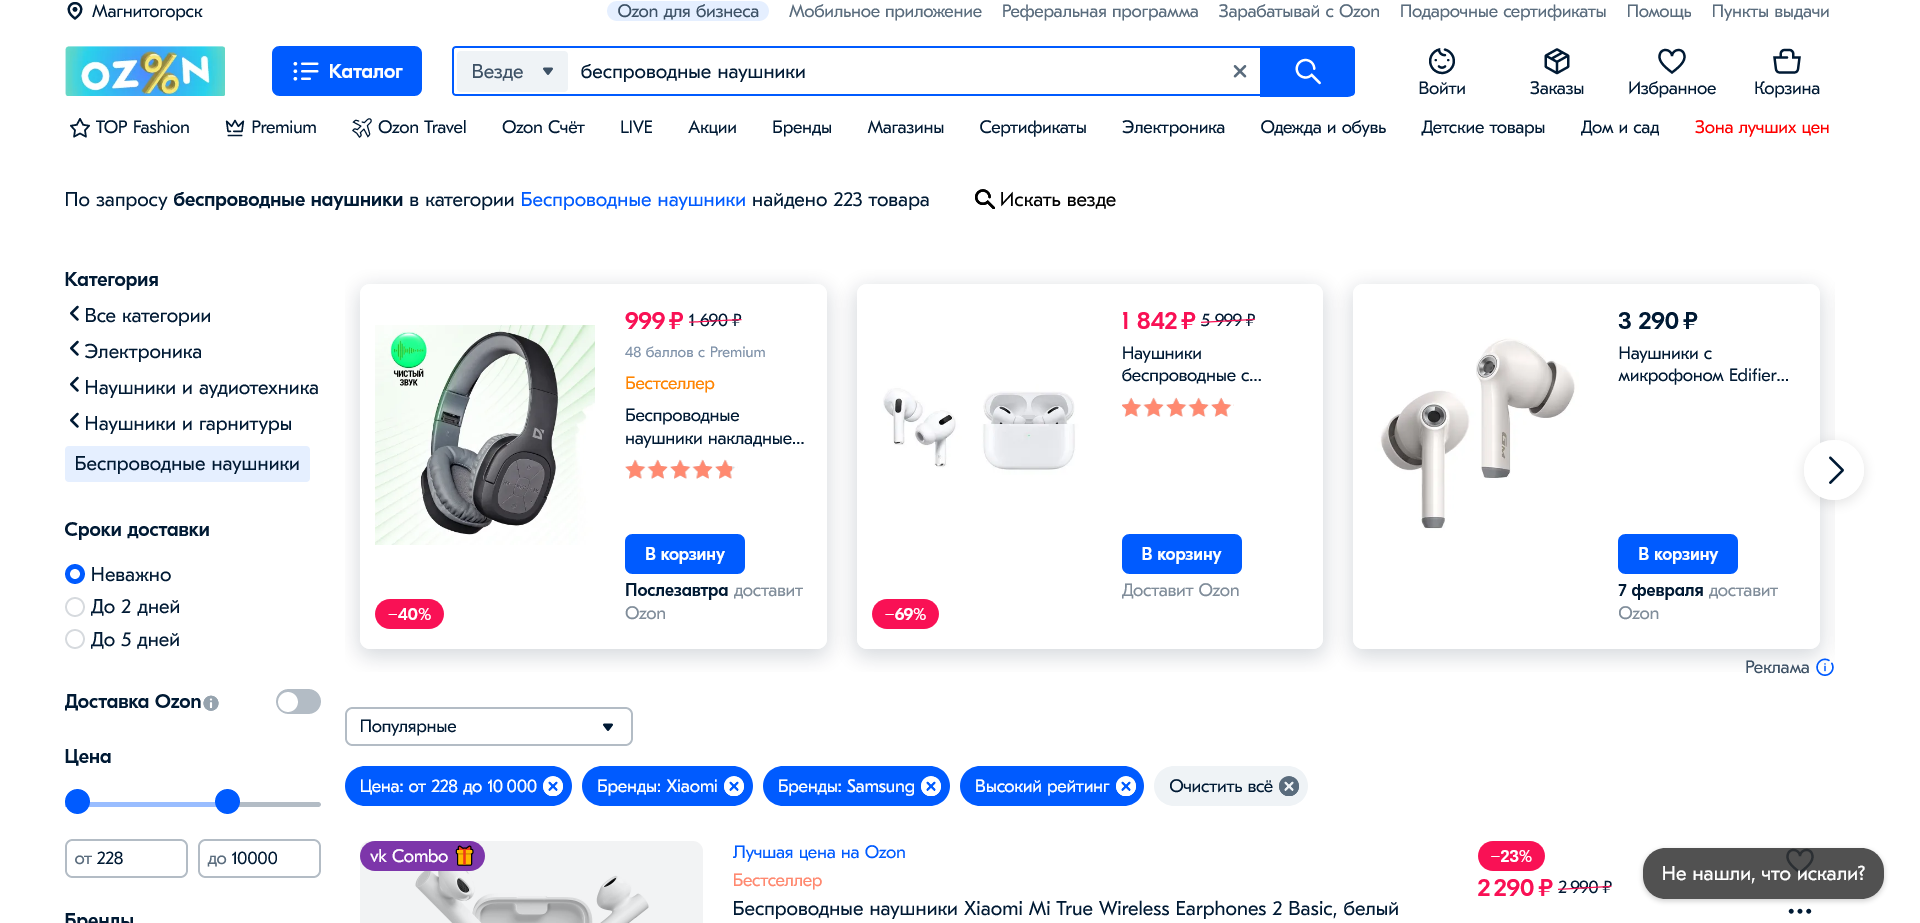 Магнитогорск
Ozon для бизнеса Мобильное приложение Реферальная программа Зарабатывай с Ozon Подарочные сертификаты Помощь Пункты выдачи
OZ%N
Каталог
Везде беспроводные наушники
Войти Заказы Избранное Корзина
TOP Fashion Premium Ozon Travel Ozon Счёт LIVE Акции Бренды Магазины Сертификаты Электроника Одежда и обувь Детские товары Дом и сад Зона лучших цен
По запросу беспроводные наушники в категории Беспроводные наушники найдено 223 товара Искать везде
Категория
Все категории
Электроника
Наушники и аудиотехника
Наушники и гарнитуры
Беспроводные наушники
Сроки доставки
Неважно
До 2 дней
До 5 дней
Доставка Ozon
Цена
от 228 до 10000
Бренды
ЧИСТЫЙ
ЗВУК
−40%
999 ₽ 1 690 ₽
48 баллов с Premium
Бестселлер
Беспроводные
наушники накладные...
В корзину
Послезавтра доставит
Ozon
−69%
1 842 ₽ 5 999 ₽
Наушники
беспроводные с...
В корзину
Доставит Ozon
3 290 ₽
Наушники с
микрофоном Edifier...
В корзину
7 февраля доставит
Ozon
Реклама
Популярные
Цена: от 228 до 10 000 Бренды: Xiaomi Бренды: Samsung Высокий рейтинг Очистить всё
vk Combo
Лучшая цена на Ozon
Бестселлер
Беспроводные наушники Xiaomi Mi True Wireless Earphones 2 Basic, белый
−23%
2 290 ₽ 2 990 ₽
Не нашли, что искали?